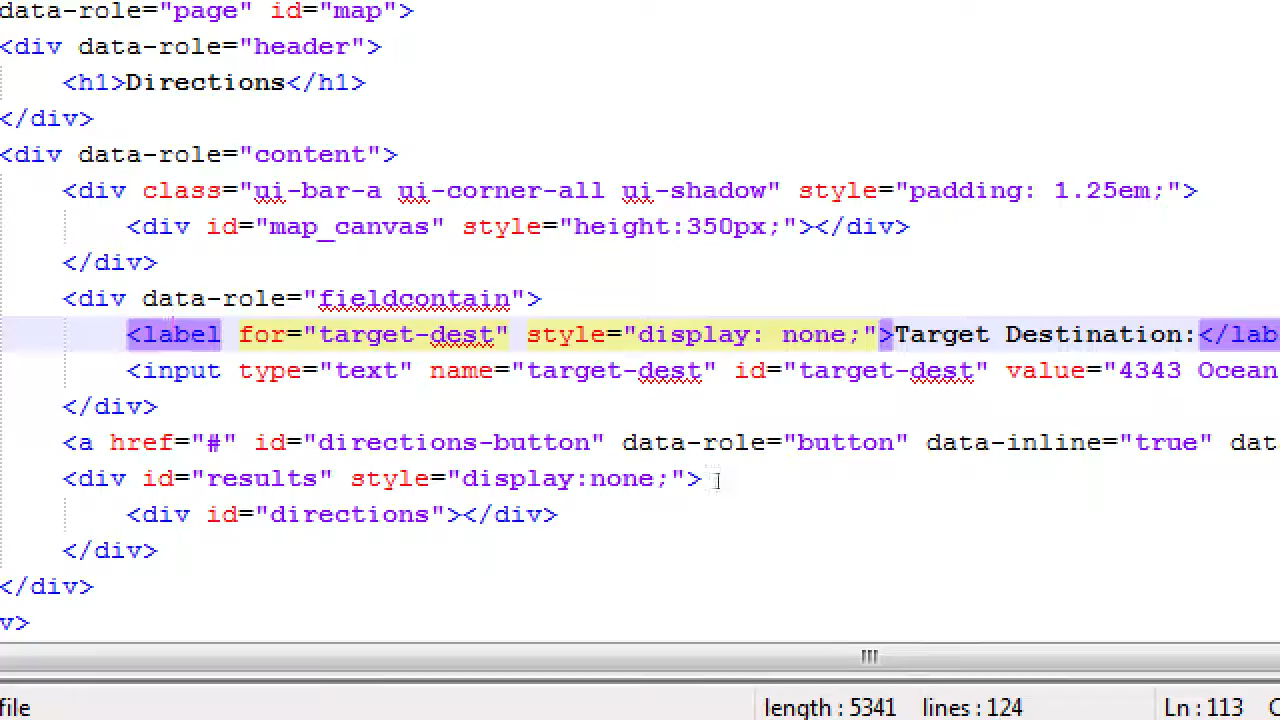 data-role="page" id="map">
<div data-role="header">
<h1>Directions</h1>
</div>
<div data-role="content">
<div class="ui-bar-a ui-corner-all ui-shadow" style="padding: 1.25em;">
<div id="map_canvas" style="height:350px;"></div>
</div>
<div data-role="fieldcontain">
<label for="target-dest" style="display: none;">Target Destination:</lab
<input type="text" name="target-dest" id="target-dest" value="4343 Ocean
</div>
<a href="#" id="directions-button" data-role="button" data-inline="true" dat
<div id="results" style="display:none;">
<div id="directions"></div>
</div>
</div>
v>
file length : 5341 lines : 124 Ln : 113